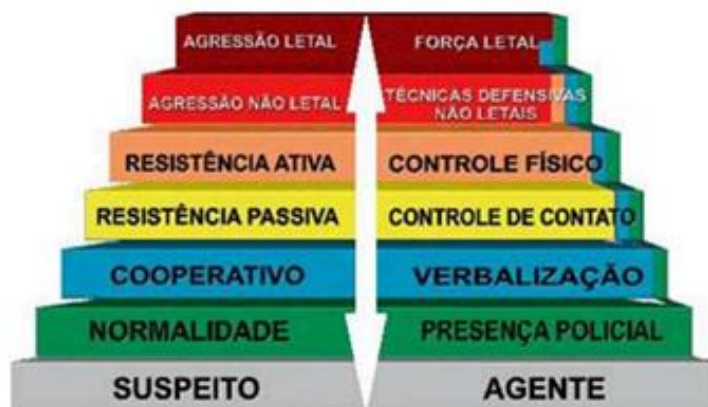 AGRESSÃO LETAL
FORÇA LETAL
AGRESSÃO NÃO LETAL
TÉCNICAS DEFENSIVAS
NÃO LETAIS
RESISTÊNCIA ATIVA
CONTROLE FÍSICO
RESISTÊNCIA PASSIVA
CONTROLE DE CONTATO
COOPERATIVO
VERBALIZAÇÃO
NORMALIDADE
PRESENÇA POLICIAL
SUSPEITO
AGENTE